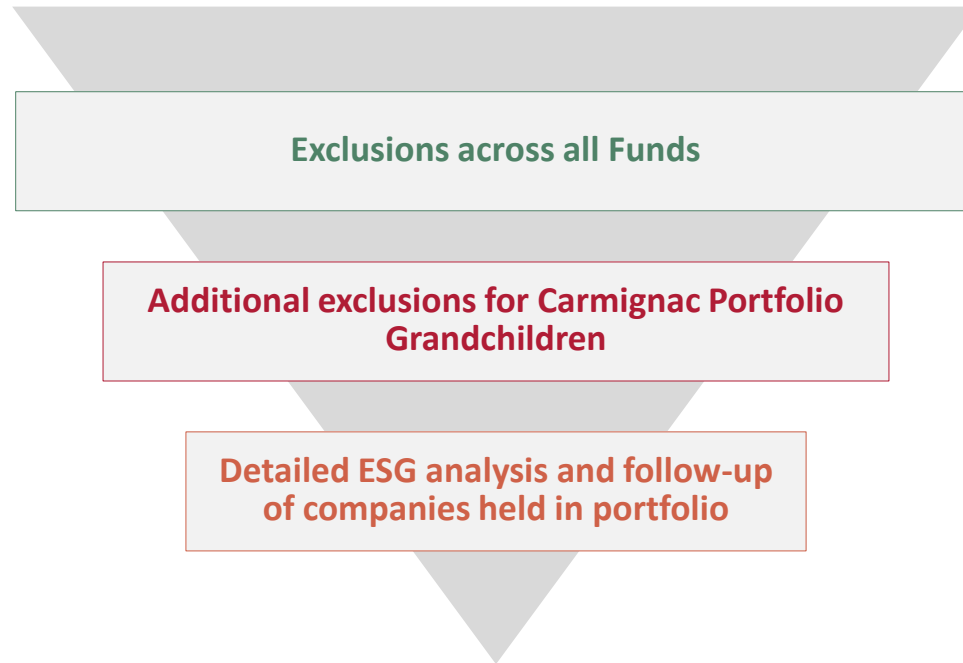 Exclusions across all Funds
Additional exclusions for Carmignac Portfolio
Grandchildren
Detailed ESG analysis and follow-up
of companies held in portfolio